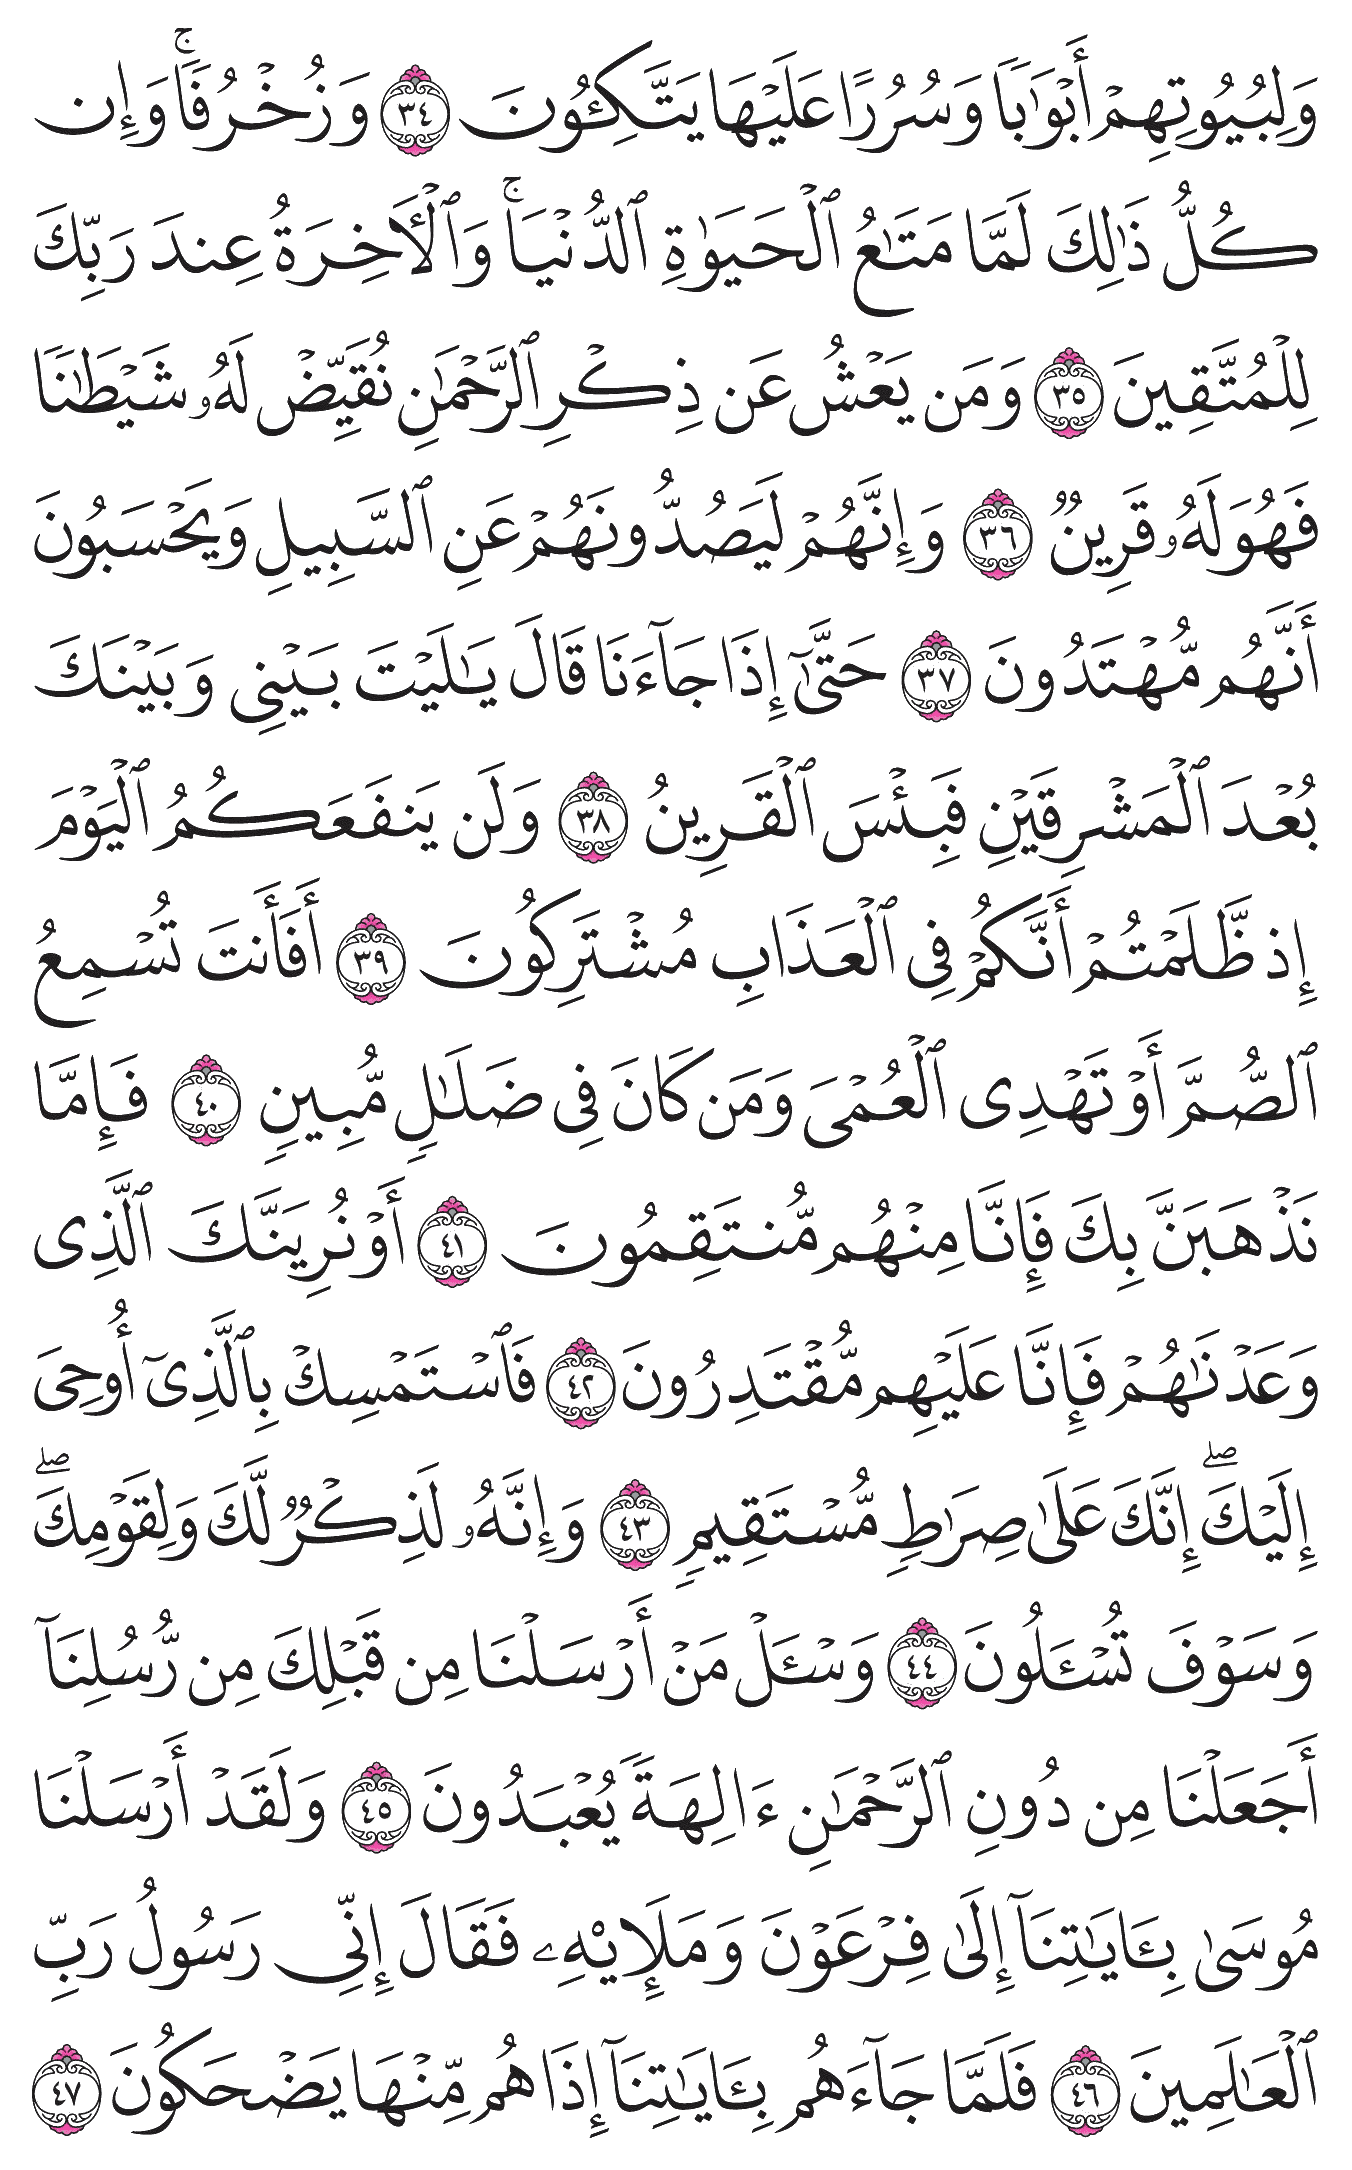 وَلِبُيُوتِهِمْ أَبْوَٰبًا وَسُرُرًا عَلَيْهَا يَتَّكِـُٔونَ ٣٤ وَزُخْرُفًا ۚ وَإِن
كُلُّ ذَٰلِكَ لَمَّا مَتَـٰعُ ٱلْحَيَوٰةِ ٱلدُّنْيَا ۚ وَٱلْـَٔاخِرَةُ عِندَ رَبِّكَ
لِلْمُتَّقِينَ ٣٥ وَمَن يَعْشُ عَن ذِكْرِ ٱلرَّحْمَـٰنِ نُقَيِّضْ لَهُۥ شَيْطَـٰنًا
فَهُوَ لَهُۥ قَرِينٌ ٣٦ وَإِنَّهُمْ لَيَصُدُّونَهُمْ عَنِ ٱلسَّبِيلِ وَيَحْسَبُونَ
أَنَّهُم مُّهْتَدُونَ ٣٧ حَتَّىٰٓ إِذَا جَآءَنَا قَالَ يَـٰلَيْتَ بَيْنِى وَبَيْنَكَ
بُعْدَ ٱلْمَشْرِقَيْنِ فَبِئْسَ ٱلْقَرِينُ ٣٨ وَلَن يَنفَعَكُمُ ٱلْيَوْمَ
إِذ ظَّلَمْتُمْ أَنَّكُمْ فِى ٱلْعَذَابِ مُشْتَرِكُونَ ٣٩ أَفَأَنتَ تُسْمِعُ
ٱلصُّمَّ أَوْ تَهْدِى ٱلْعُمْىَ وَمَن كَانَ فِى ضَلَـٰلٍ مُّبِينٍ ٤٠ فَإِمَّا
نَذْهَبَنَّ بِكَ فَإِنَّا مِنْهُم مُّنتَقِمُونَ ٤١ أَوْ نُرِيَنَّكَ ٱلَّذِى
وَعَدْنَـٰهُمْ فَإِنَّا عَلَيْهِم مُّقْتَدِرُونَ ٤٢ فَٱسْتَمْسِكْ بِٱلَّذِىٓ أُوحِىَ
إِلَيْكَ ۖ إِنَّكَ عَلَىٰ صِرَٰطٍ مُّسْتَقِيمٍ ٤٣ وَإِنَّهُۥ لَذِكْرٌ لَّكَ وَلِقَوْمِكَ ۖ
وَسَوْفَ تُسْـَٔلُونَ ٤٤ وَسْـَٔلْ مَنْ أَرْسَلْنَا مِن قَبْلِكَ مِن رُّسُلِنَآ
أَجَعَلْنَا مِن دُونِ ٱلرَّحْمَـٰنِ ءَالِهَةً يُعْبَدُونَ ٤٥ وَلَقَدْ أَرْسَلْنَا
مُوسَىٰ بِـَٔايَـٰتِنَآ إِلَىٰ فِرْعَوْنَ وَمَلَإِي۟هِۦ فَقَالَ إِنِّى رَسُولُ رَبِّ
ٱلْعَـٰلَمِينَ ٤٦ فَلَمَّا جَآءَهُم بِـَٔايَـٰتِنَآ إِذَا هُم مِّنْهَا يَضْحَكُونَ ٤٧